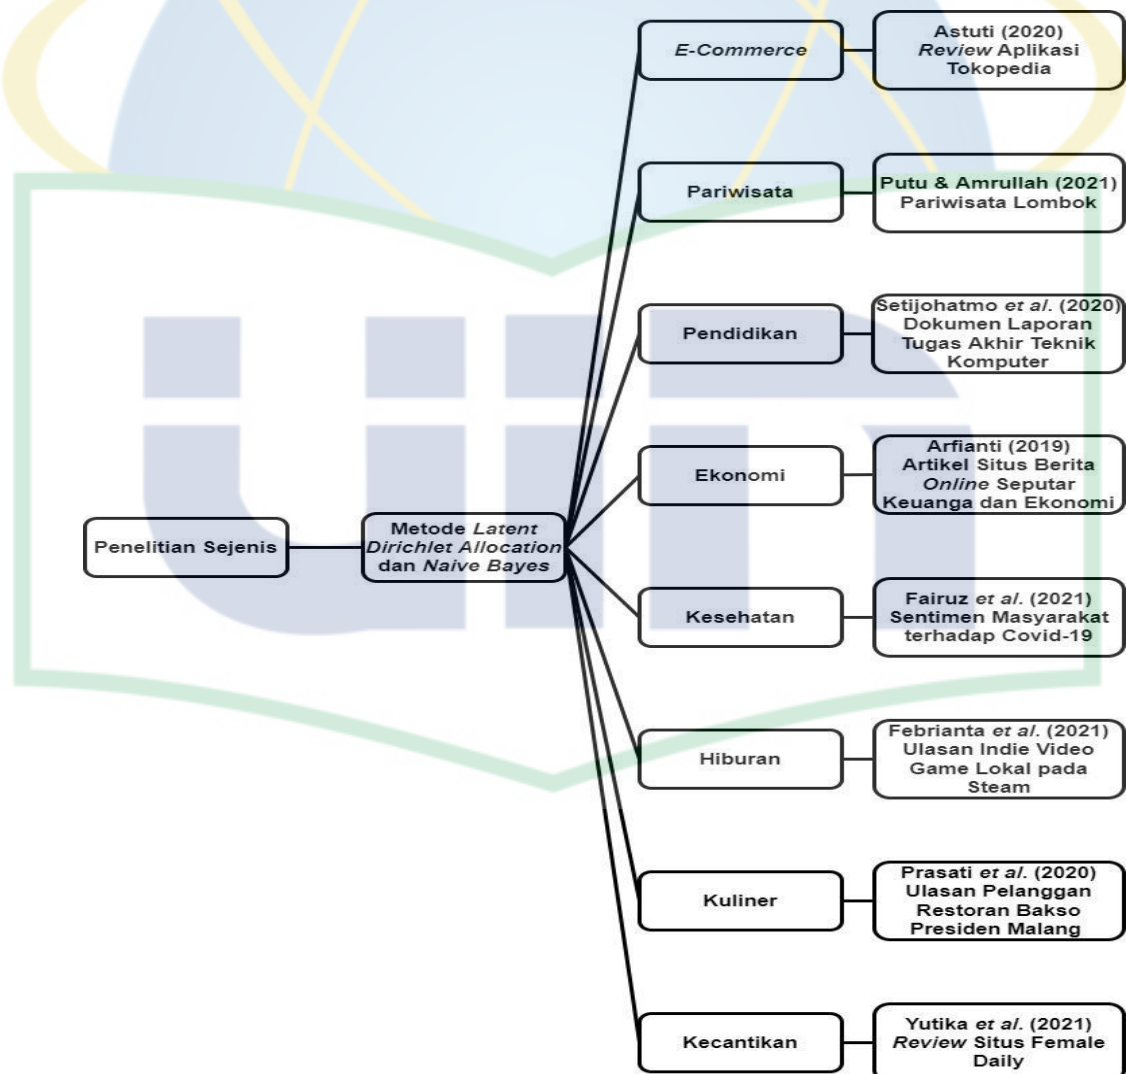 E-Commerce
Astuti (2020)
Review Aplikasi
Tokopedia
Pariwisata
Putu & Amrullah (2021)
Pariwisata Lombok
Pendidikan
Setijohatmo et al. (2020)
Dokumen Laporan
Tugas Akhir Teknik
Komputer
Ekonomi
Arfianti (2019)
Artikel Situs Berita
Online Seputar
Keuanga dan Ekonomi
Penelitian Sejenis
Metode Latent
Dirichlet Allocation
dan Naive Bayes
Kesehatan
Fairuz et al. (2021)
Sentimen Masyarakat
terhadap Covid-19
Hiburan
Febrianta et al. (2021)
Ulasan Indie Video
Game Lokal pada
Steam
Kuliner
Prasati et al. (2020)
Ulasan Pelanggan
Restoran Bakso
Presiden Malang
Kecantikan
Yutika et al. (2021)
Review Situs Female
Daily
uin